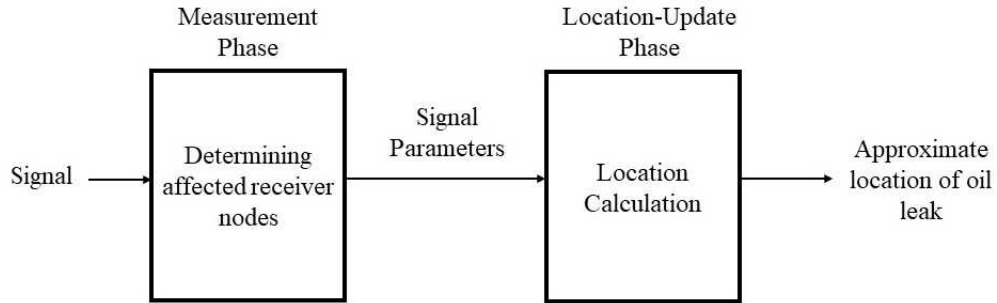 Measurement
Phase
Location-Update
Phase
Signal
Determining
affected receiver
nodes
Signal
Parameters
Location
Calculation
Approximate
location of oil
leak